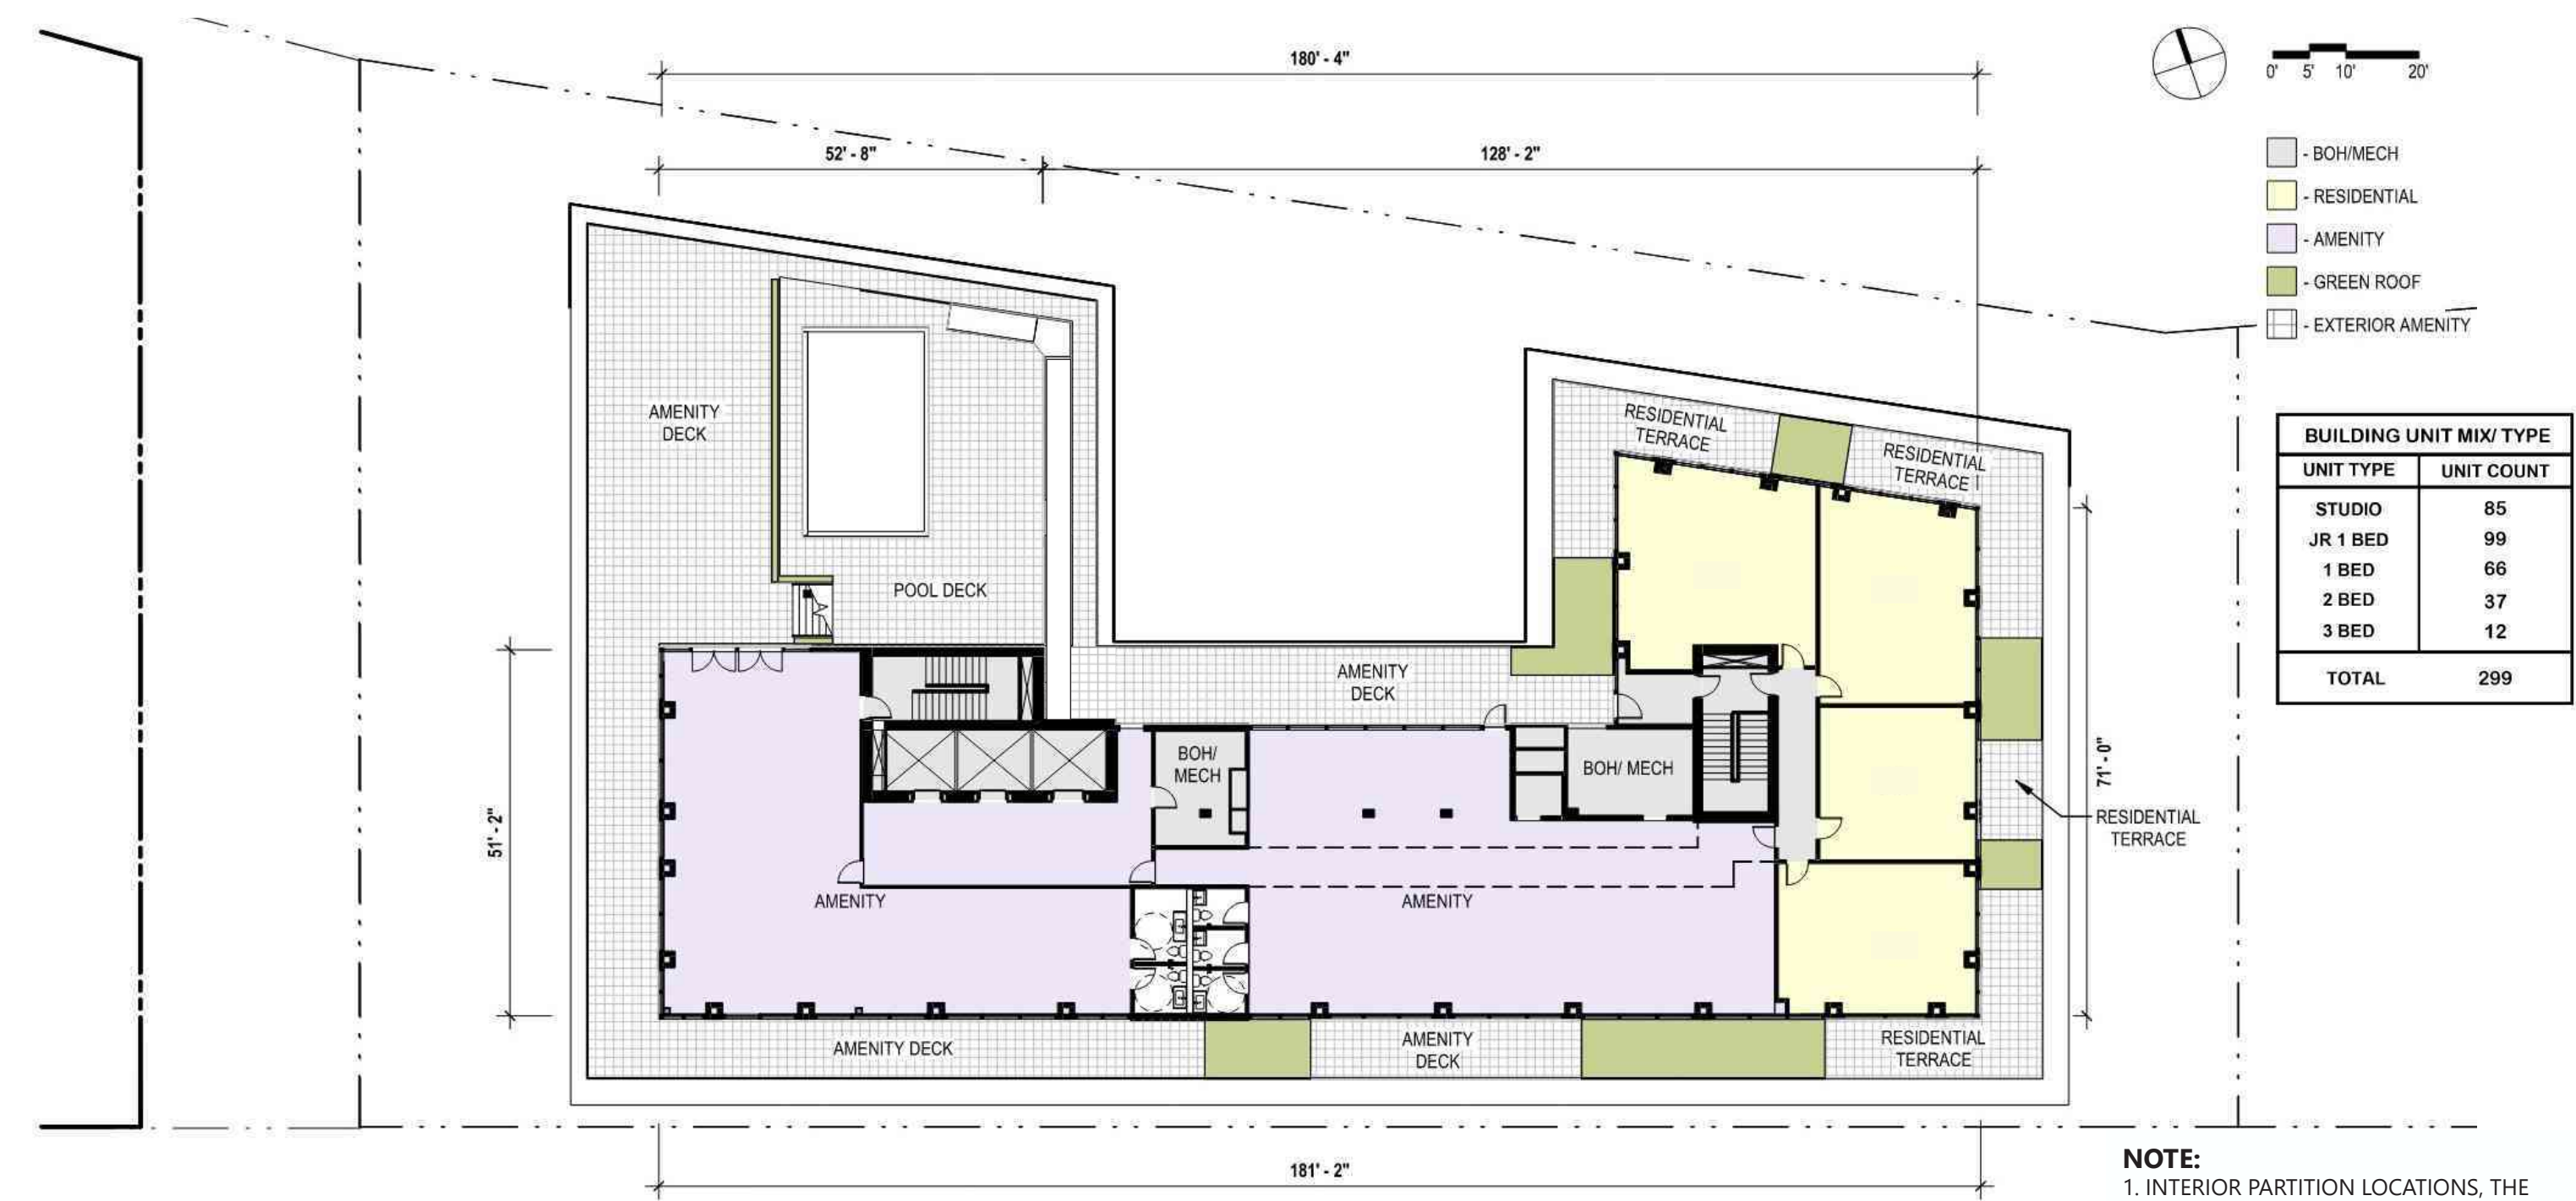 180' - 4"
0' 5' 10' 20'
52' - 8"
128' - 2"
- BOH/MECH
- RESIDENTIAL
- AMENITY
- GREEN ROOF
- EXTERIOR AMENITY
AMENITY
DECK
RESIDENTIAL
TERRACE
RESIDENTIAL
TERRACE
BUILDING UNIT MIX/ TYPE
UNIT TYPE UNIT COUNT
STUDIO 85
JR 1 BED 99
1 BED 66
2 BED 37
3 BED 12
TOTAL 299
POOL DECK
AMENITY
DECK
BOH/
MECH
BOH/ MECH
71' - 0"
51' - 2"
RESIDENTIAL
TERRACE
AMENITY
AMENITY
AMENITY DECK
AMENITY
DECK
RESIDENTIAL
TERRACE
181' - 2"
NOTE:
1. INTERIOR PARTITION LOCATIONS, THE